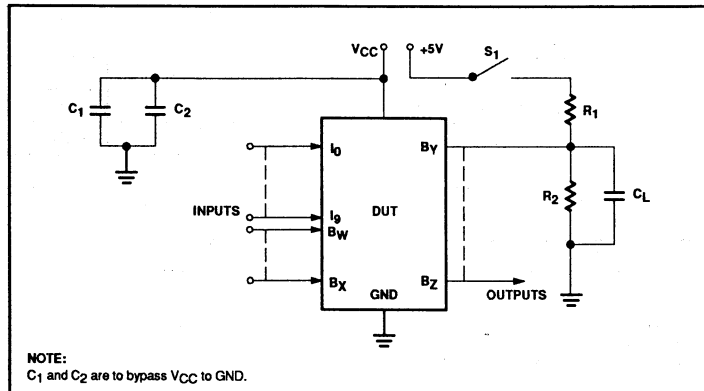 VCC +5V S1
C1 C2
R1
I0 BY
INPUTS I9 DUT R2 CL
BW
BX BZ
GND OUTPUTS
NOTE:
C1 and C2 are to bypass VCC to GND.